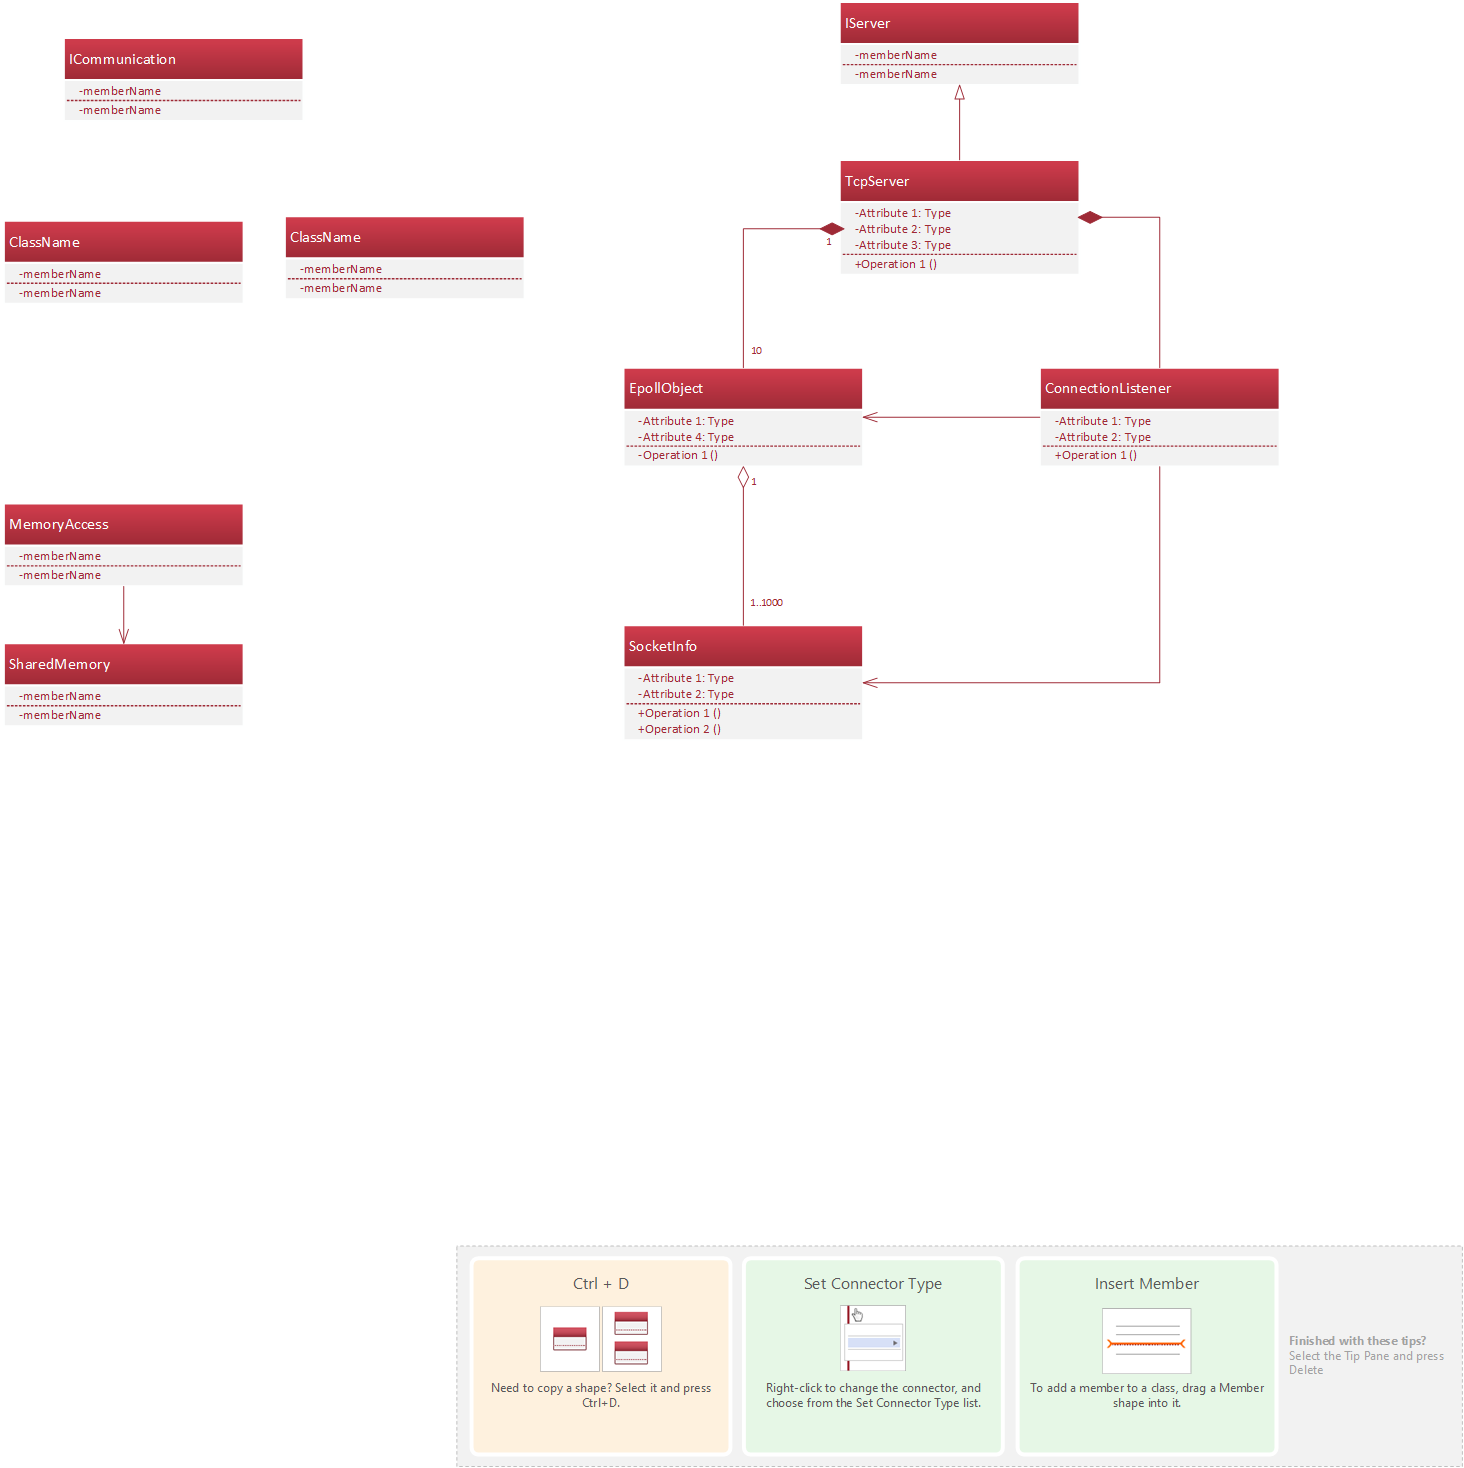 IServer
-memberName
-memberName
ICommunication
-memberName
-memberName
TcpServer
-Attribute 1: Type
-Attribute 2: Type
-Attribute 3: Type
+Operation 1 ()
1
ClassName
-memberName
-memberName
ClassName
-memberName
-memberName
10
EpollObject
-Attribute 1: Type
-Attribute 4: Type
-Operation 1 ()
1
ConnectionListener
-Attribute 1: Type
-Attribute 2: Type
+Operation 1 ()
MemoryAccess
-memberName
-memberName
1..1000
SharedMemory
-memberName
-memberName
SocketInfo
-Attribute 1: Type
-Attribute 2: Type
+Operation 1 ()
+Operation 2 ()
Ctrl + D
Need to copy a shape? Select it and press
Ctrl+D.
Set Connector Type
Right-click to change the connector, and
choose from the Set Connector Type list.
Insert Member
To add a member to a class, drag a Member
shape into it.
Finished with these tips?
Select the Tip Pane and press
Delete